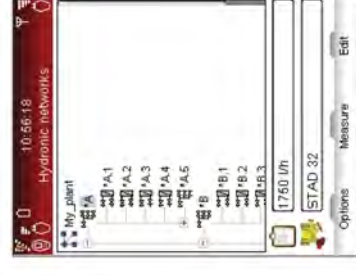 10:56:18
Hydronic networks
My_plant
*A
*A.1
*A.2
*A.3
*A.4
*A.5
*B
*B.1
*B.2
*B.3
1750 l/h
STAD 32
Options Measure Edit